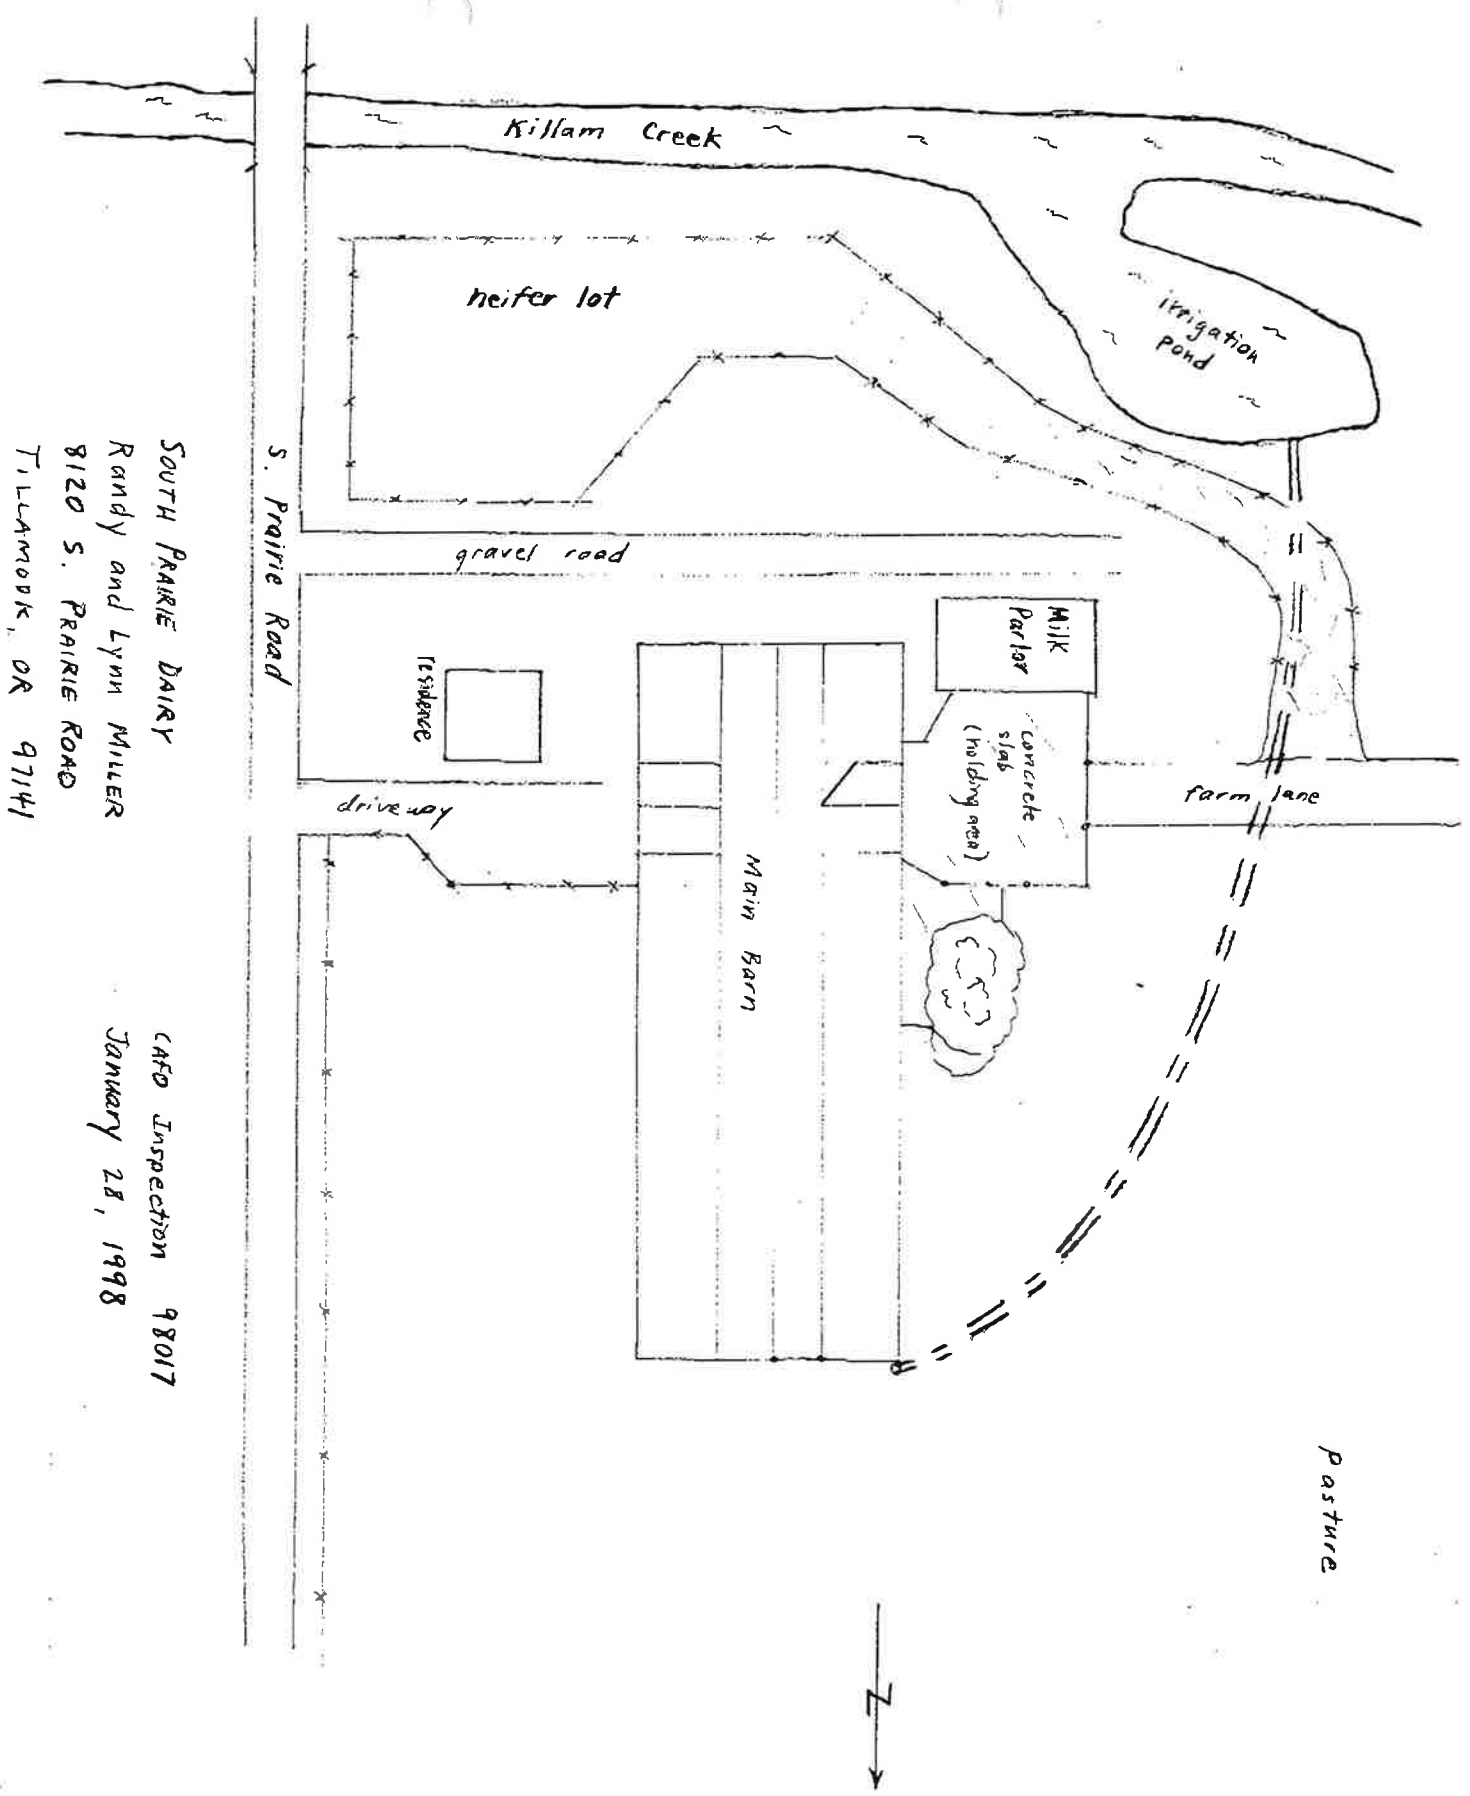 Killam Creek
irrigation
pond
heifer lot
gravel road
S. Prairie Road
Milk
Parlor
residence
concrete
slab
(holding area)
farm lane
driveway
Main Barn
Pasture
N
SOUTH PRAIRIE DAIRY
Randy and Lynn MILLER
8120 S. PRAIRIE ROAD
TILLAMOOK, OR 97141
CAFO Inspection 98017
January 28, 1998